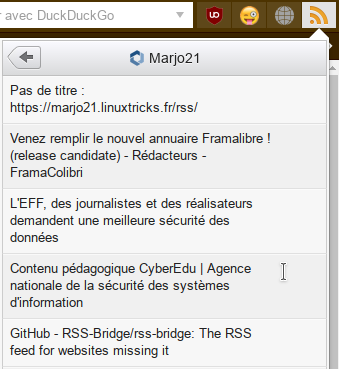 r avec DuckDuckGo
Marjo21
Pas de titre :
https://marjo21.linuxtricks.fr/rss/
Venez remplir le nouvel annuaire Framalibre !
(release candidate) - Rédacteurs -
FramaColibri
L'EFF, des journalistes et des réalisateurs
demandent une meilleure sécurité des
données
Contenu pédagogique CyberEdu | Agence
nationale de la sécurité des systèmes
d'information
GitHub - RSS-Bridge/rss-bridge: The RSS
feed for websites missing it